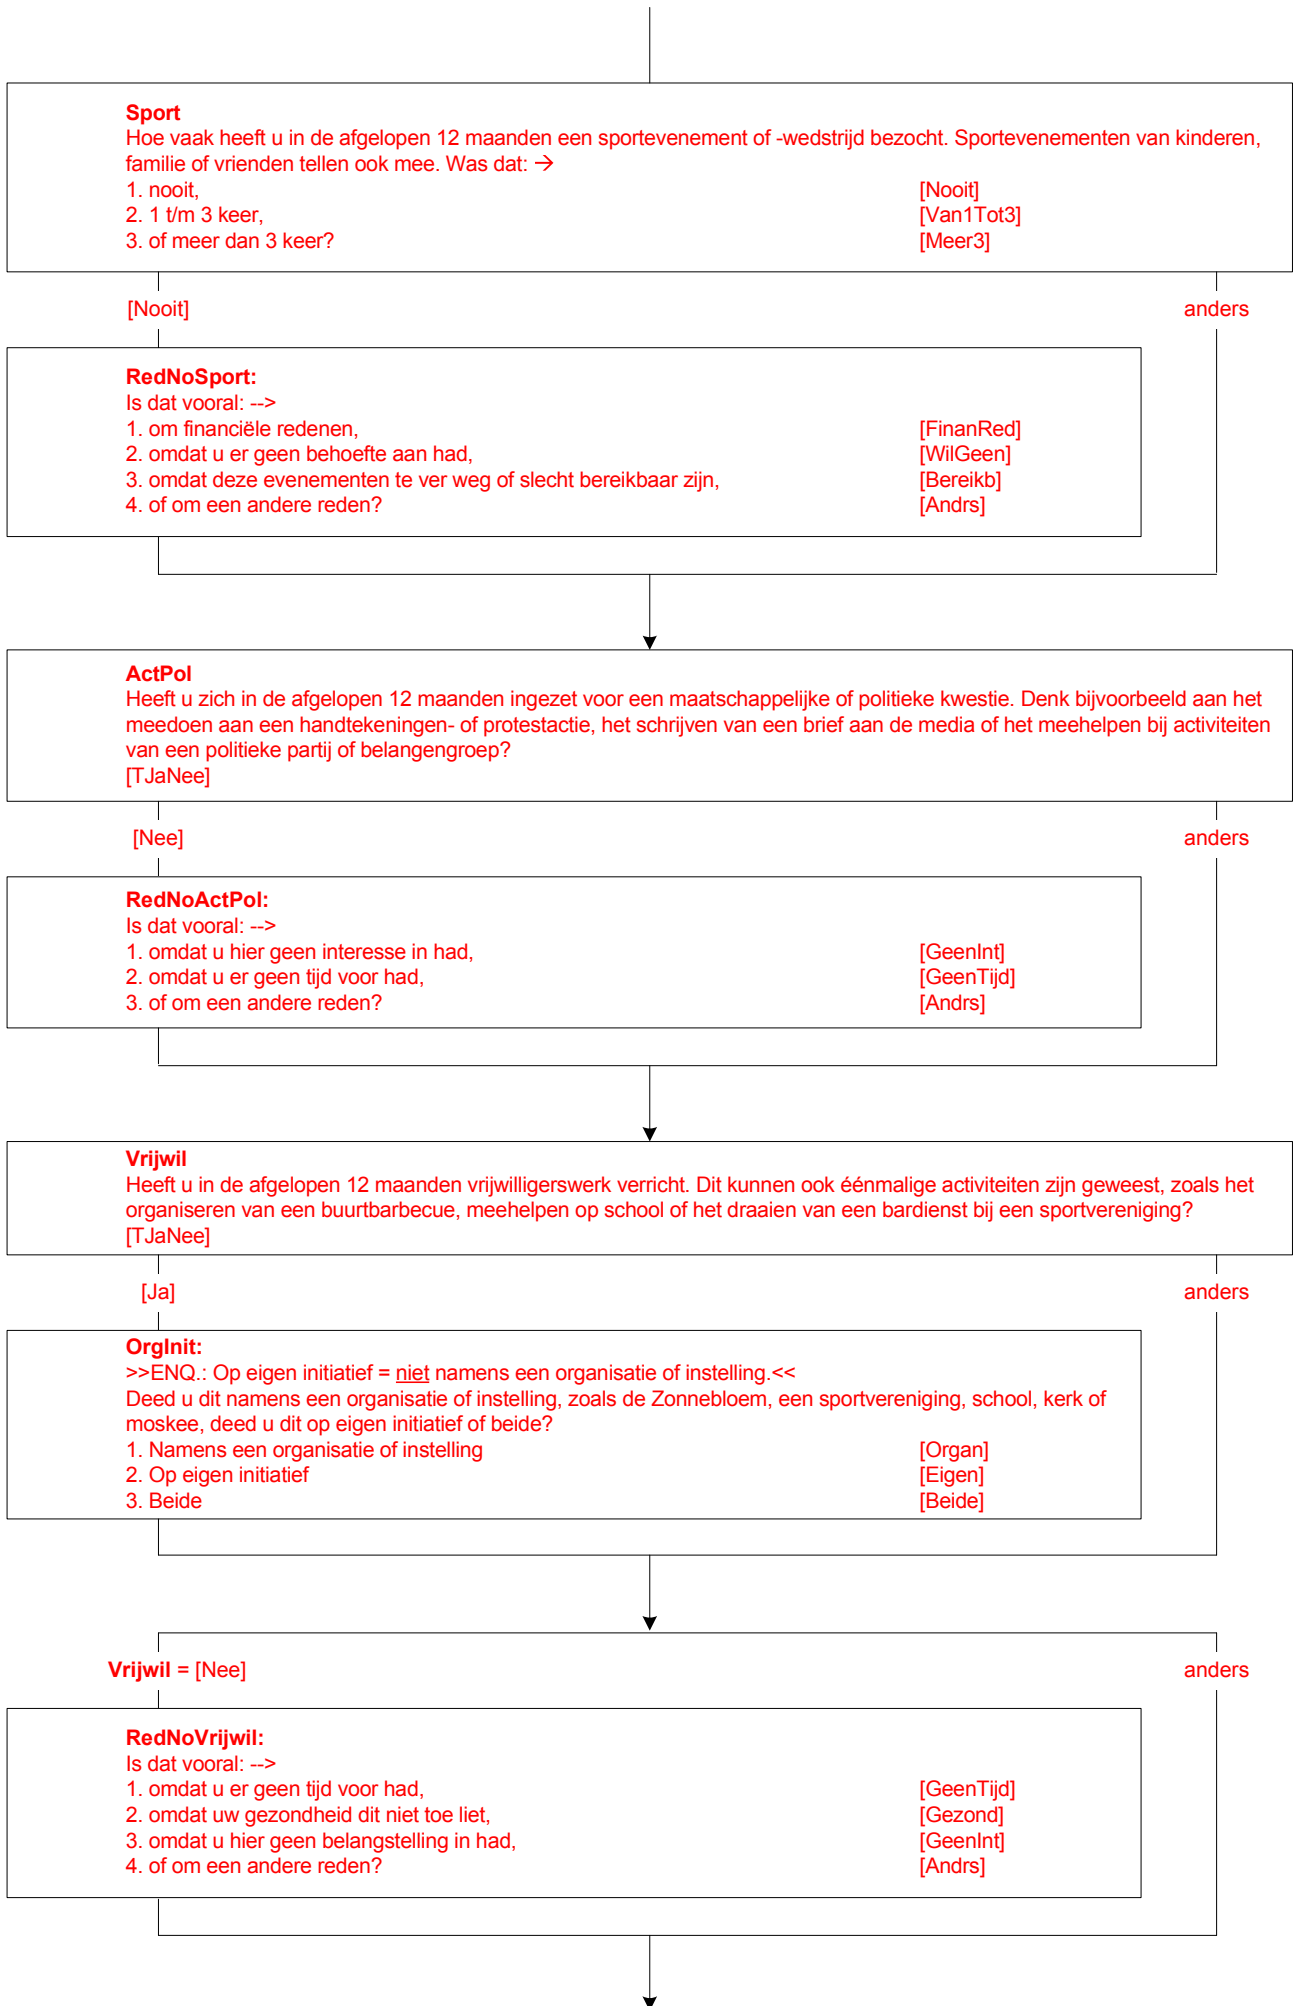 Sport
Hoe vaak heeft u in de afgelopen 12 maanden een sportevenement of -wedstrijd bezocht. Sportevenementen van kinderen,
familie of vrienden tellen ook mee. Was dat: →
1. nooit, [Nooit]
2. 1 t/m 3 keer, [Van1Tot3]
3. of meer dan 3 keer? [Meer3]
[Nooit] anders
RedNoSport:
Is dat vooral: -->
1. om financiële redenen, [FinanRed]
2. omdat u er geen behoefte aan had, [WilGeen]
3. omdat deze evenementen te ver weg of slecht bereikbaar zijn, [Bereikb]
4. of om een andere reden? [Andrs]
ActPol
Heeft u zich in de afgelopen 12 maanden ingezet voor een maatschappelijke of politieke kwestie. Denk bijvoorbeeld aan het
meedoen aan een handtekeningen- of protestactie, het schrijven van een brief aan de media of het meehelpen bij activiteiten
van een politieke partij of belangengroep?
[TJaNee]
[Nee] anders
RedNoActPol:
Is dat vooral: -->
1. omdat u hier geen interesse in had, [GeenInt]
2. omdat u er geen tijd voor had, [GeenTijd]
3. of om een andere reden? [Andrs]
Vrijwil
Heeft u in de afgelopen 12 maanden vrijwilligerswerk verricht. Dit kunnen ook éénmalige activiteiten zijn geweest, zoals het
organiseren van een buurtbarbecue, meehelpen op school of het draaien van een bardienst bij een sportvereniging?
[TJaNee]
[Ja] anders
OrgInit:
>>ENQ.: Op eigen initiatief = niet namens een organisatie of instelling.<<
Deed u dit namens een organisatie of instelling, zoals de Zonnebloem, een sportvereniging, school, kerk of
moskee, deed u dit op eigen initiatief of beide?
1. Namens een organisatie of instelling [Organ]
2. Op eigen initiatief [Eigen]
3. Beide [Beide]
Vrijwil = [Nee] anders
RedNoVrijwil:
Is dat vooral: -->
1. omdat u er geen tijd voor had, [GeenTijd]
2. omdat uw gezondheid dit niet toe liet, [Gezond]
3. omdat u hier geen belangstelling in had, [GeenInt]
4. of om een andere reden? [Andrs]